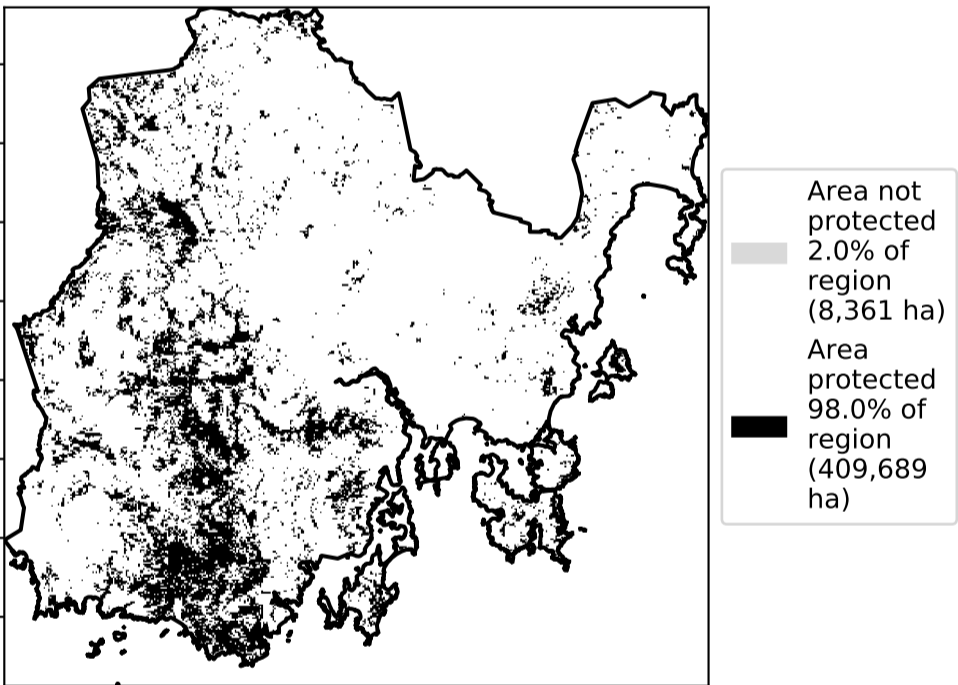 Area not
protected
2.0% of
region
(8,361 ha)
Area
protected
98.0% of
region
(409,689
ha)